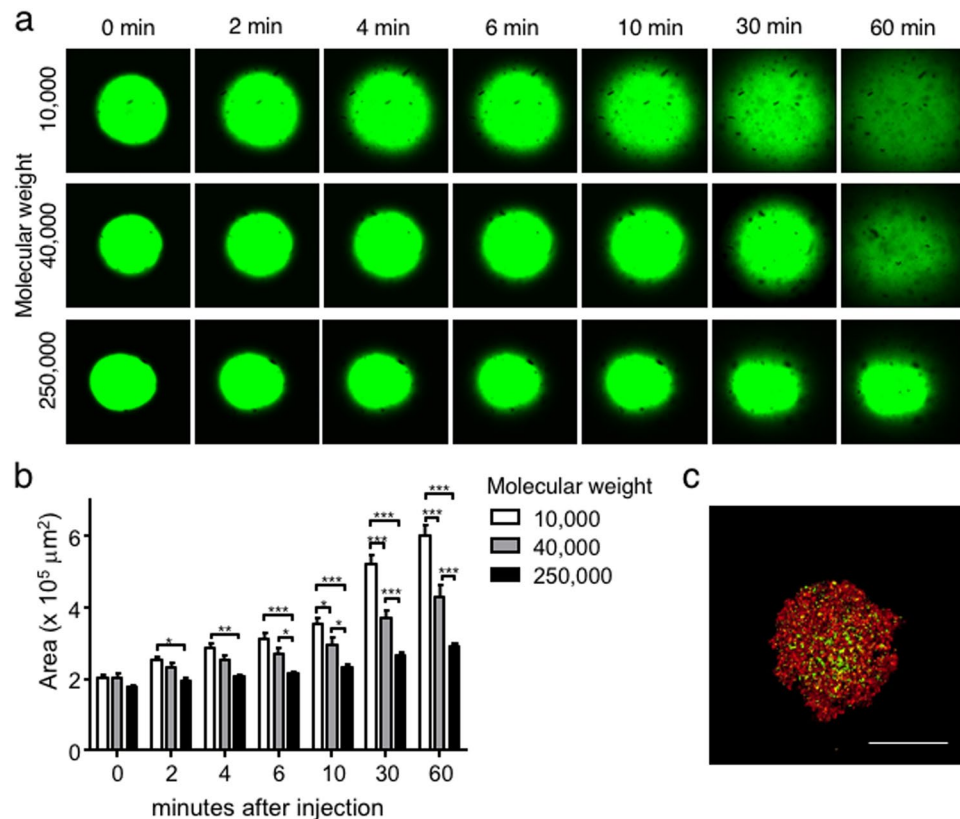 a
0 min 2 min 4 min 6 min 10 min 30 min 60 min
Molecular weight
10,000
40,000
250,000
b
Area (x 10⁵ μm²)
6
4
2
0
* ** *** * *** * * *** *** *** *** *** ***
0 2 4 6 10 30 60
minutes after injection
Molecular weight
10,000
40,000
250,000
c